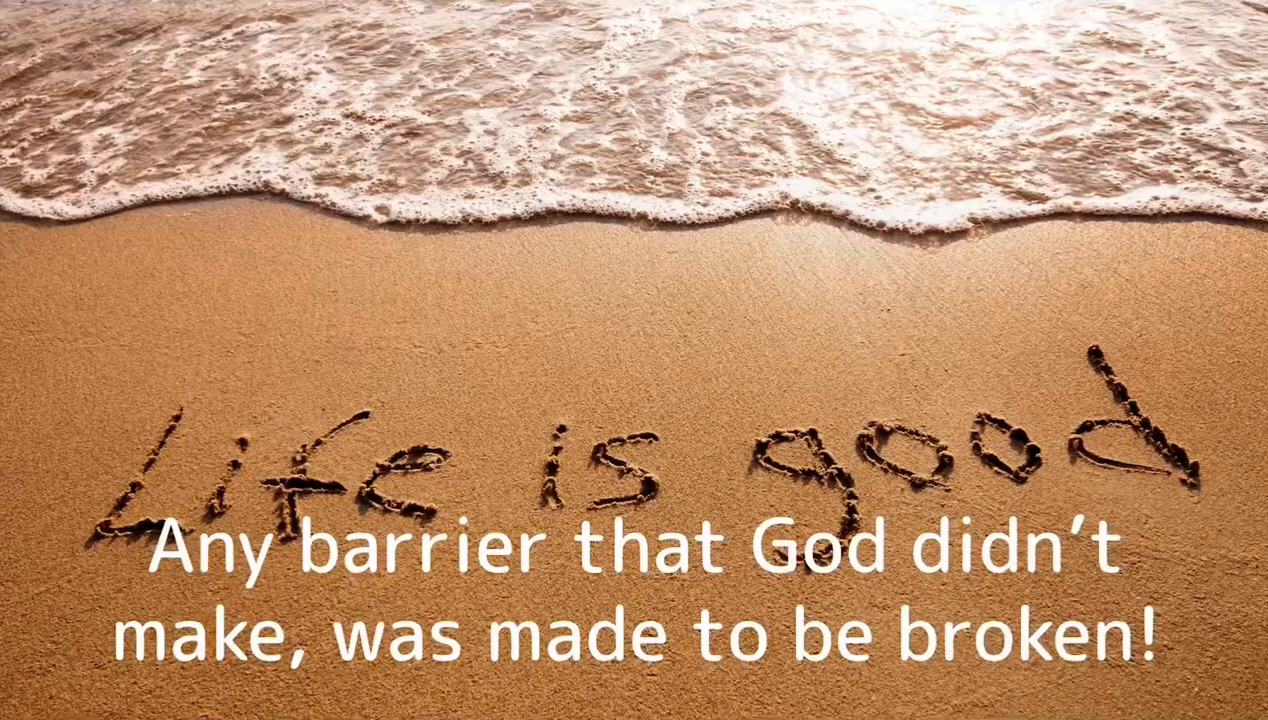 Life is good
Any barrier that God didn’t
make, was made to be broken!